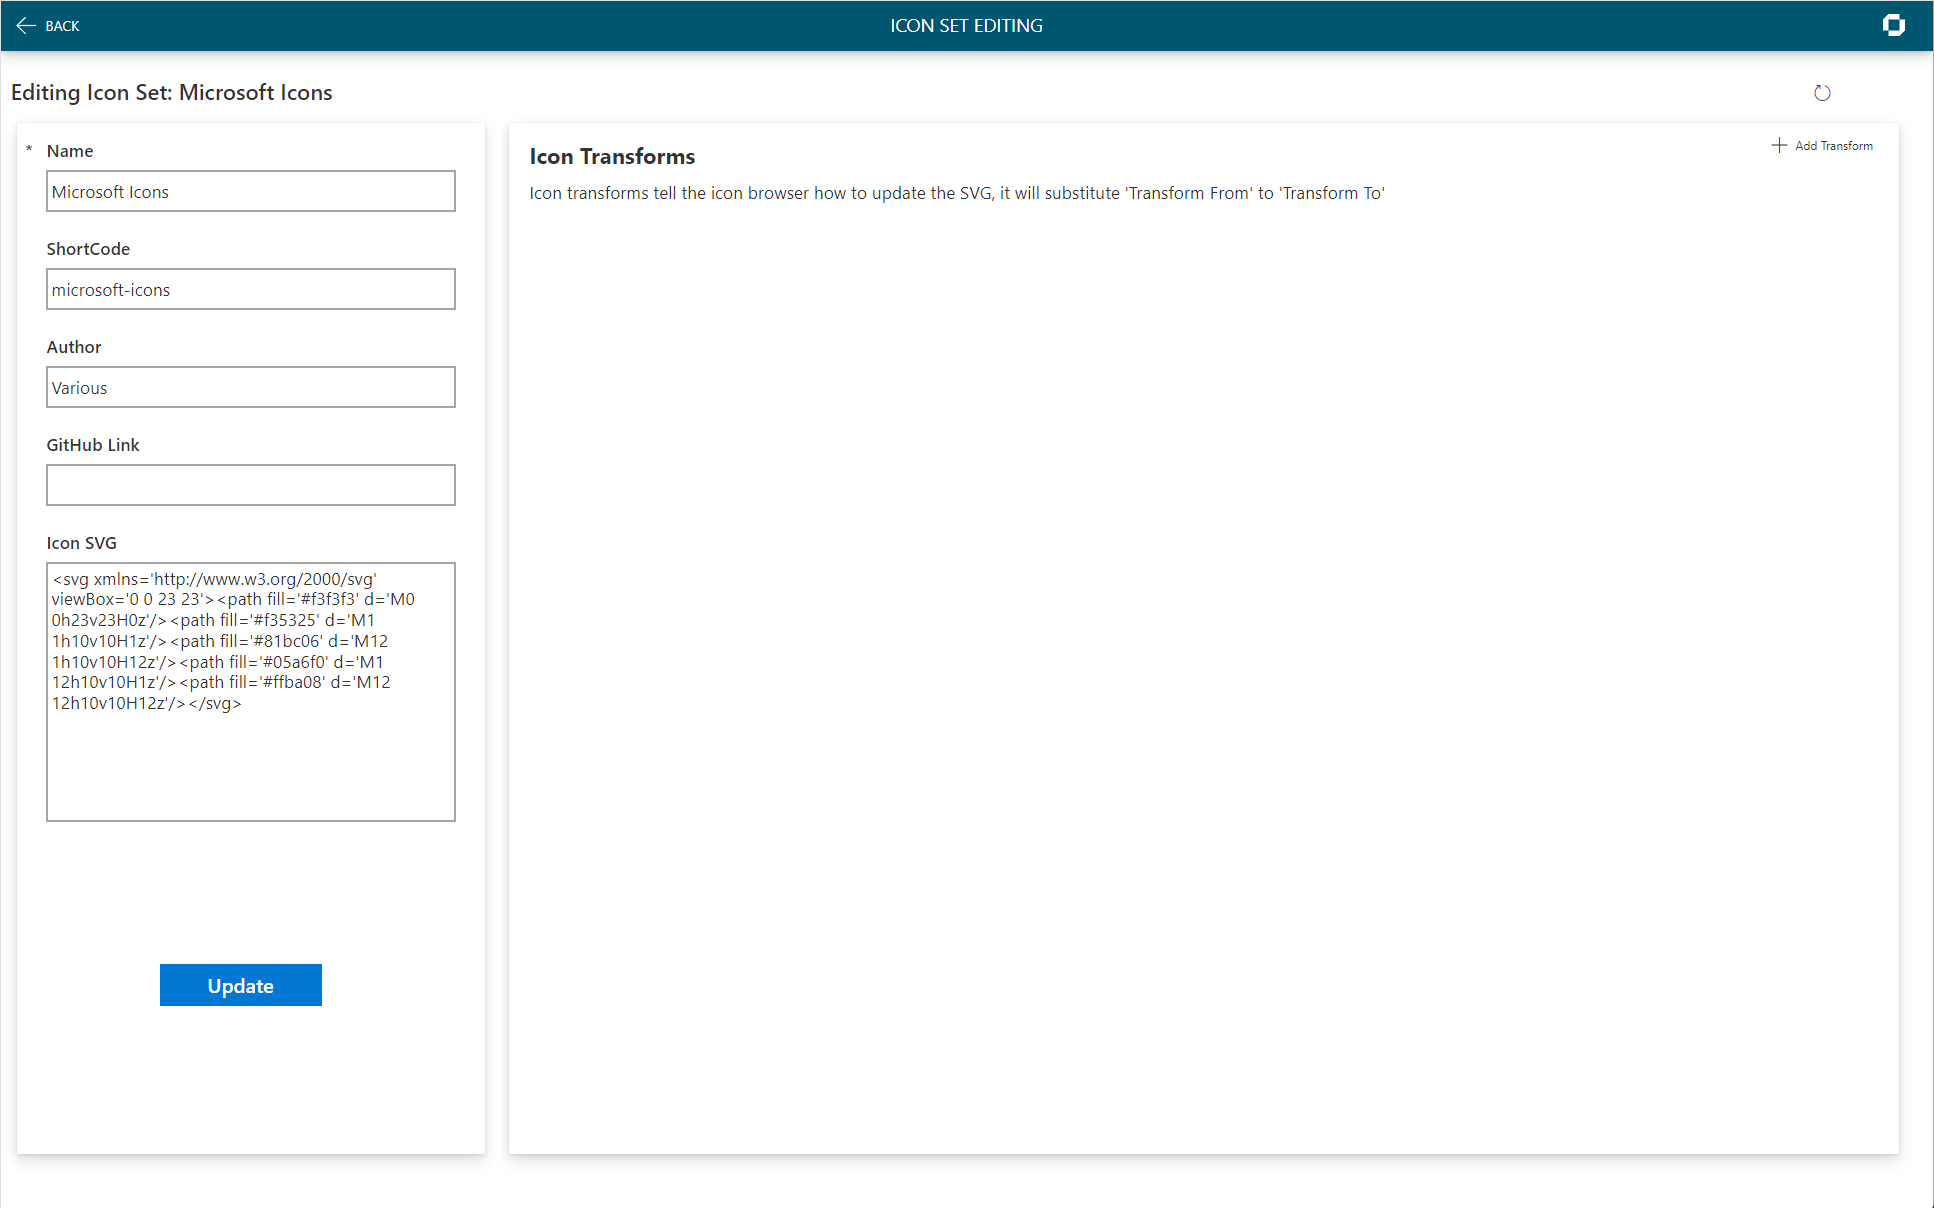 BACK
ICON SET EDITING
Editing Icon Set: Microsoft Icons
* Name
Microsoft Icons
ShortCode
microsoft-icons
Author
Various
GitHub Link
Icon SVG
<svg xmlns='http://www.w3.org/2000/svg'
viewBox='0 0 23 23'><path fill='#f3f3f3' d='M0
0h23v23H0z'/><path fill='#f35325' d='M1
1h10v10H1z'/><path fill='#81bc06' d='M12
1h10v10H12z'/><path fill='#05a6f0' d='M1
12h10v10H1z'/><path fill='#ffba08' d='M12
12h10v10H12z'/></svg>
Update
Icon Transforms
Add Transform
Icon transforms tell the icon browser how to update the SVG, it will substitute 'Transform From' to 'Transform To'